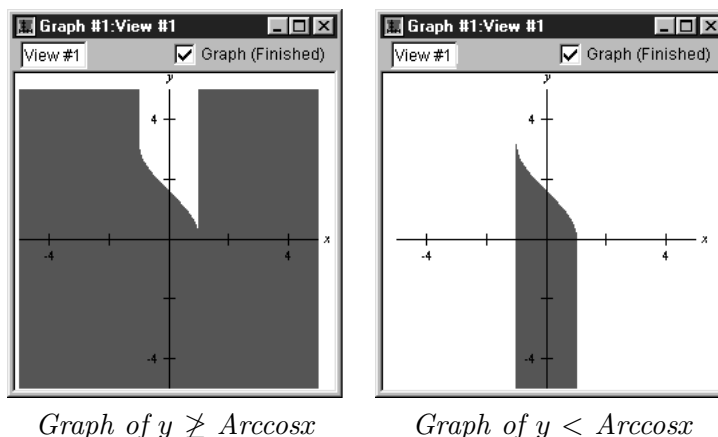 Graph #1:View #1
View #1 Graph (Finished)
y
4
-4 4 x
-4
Graph of y ≱ Arccosx
Graph #1:View #1
View #1 Graph (Finished)
y
4
-4 4 x
-4
Graph of y < Arccosx